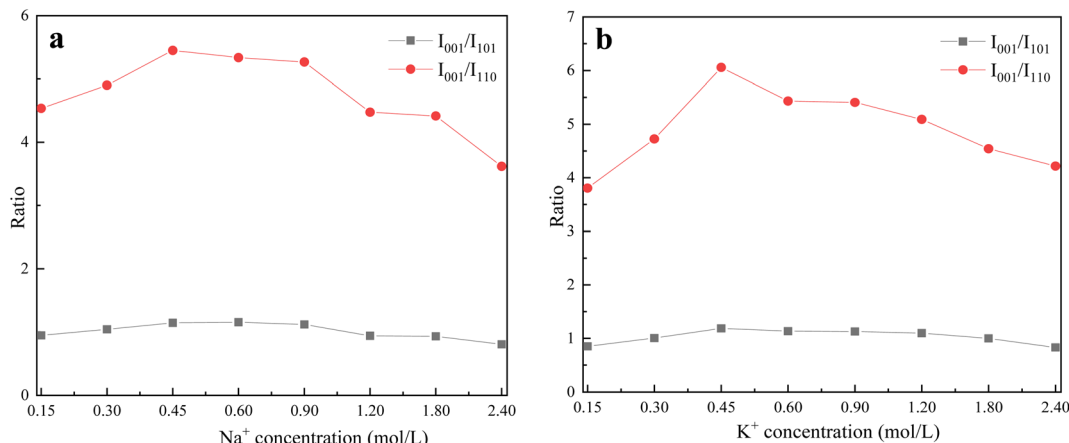 a
I₀₀₁/I₁₀₁
I₀₀₁/I₁₁₀
6
4
2
0
Ratio
0.15 0.30 0.45 0.60 0.90 1.20 1.80 2.40
Na⁺ concentration (mol/L)
b
I₀₀₁/I₁₀₁
I₀₀₁/I₁₁₀
7
6
5
4
3
2
1
0
Ratio
0.15 0.30 0.45 0.60 0.90 1.20 1.80 2.40
K⁺ concentration (mol/L)